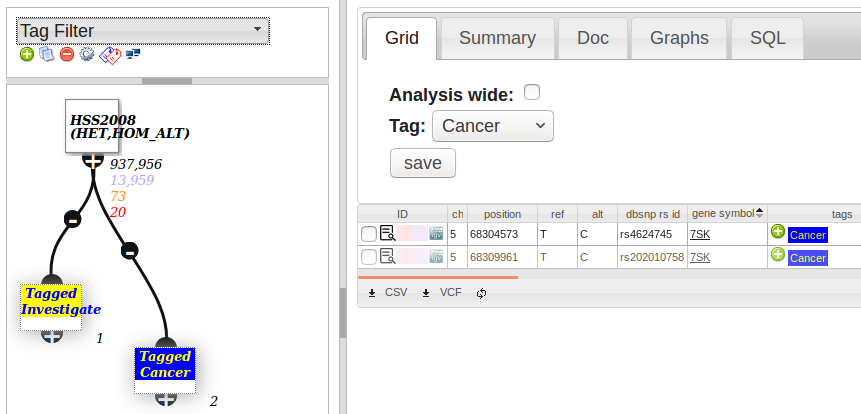 Tag Filter
HSS2008
(HET,HOM_ALT)
937,956
13,959
73
20
Tagged
Investigate
1
Tagged
Cancer
2
Grid Summary Doc Graphs SQL
Analysis wide:
Tag: Cancer
save
ID ch position ref alt dbsnp rs id gene symbol tags
5 68304573 T C rs4624745 7SK Cancer
5 68309961 T C rs202010758 7SK Cancer
CSV VCF